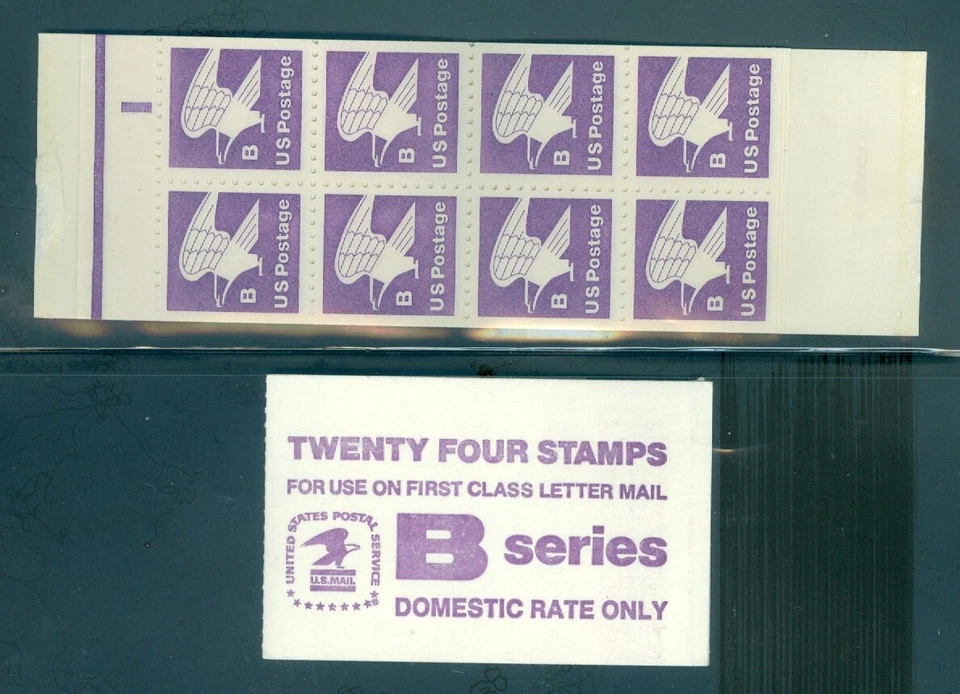 B US Postage
B US Postage
B US Postage
B US Postage
B US Postage
B US Postage
B US Postage
B US Postage
TWENTY FOUR STAMPS
FOR USE ON FIRST CLASS LETTER MAIL
UNITED STATES POSTAL SERVICE
U.S.MAIL
B series
DOMESTIC RATE ONLY